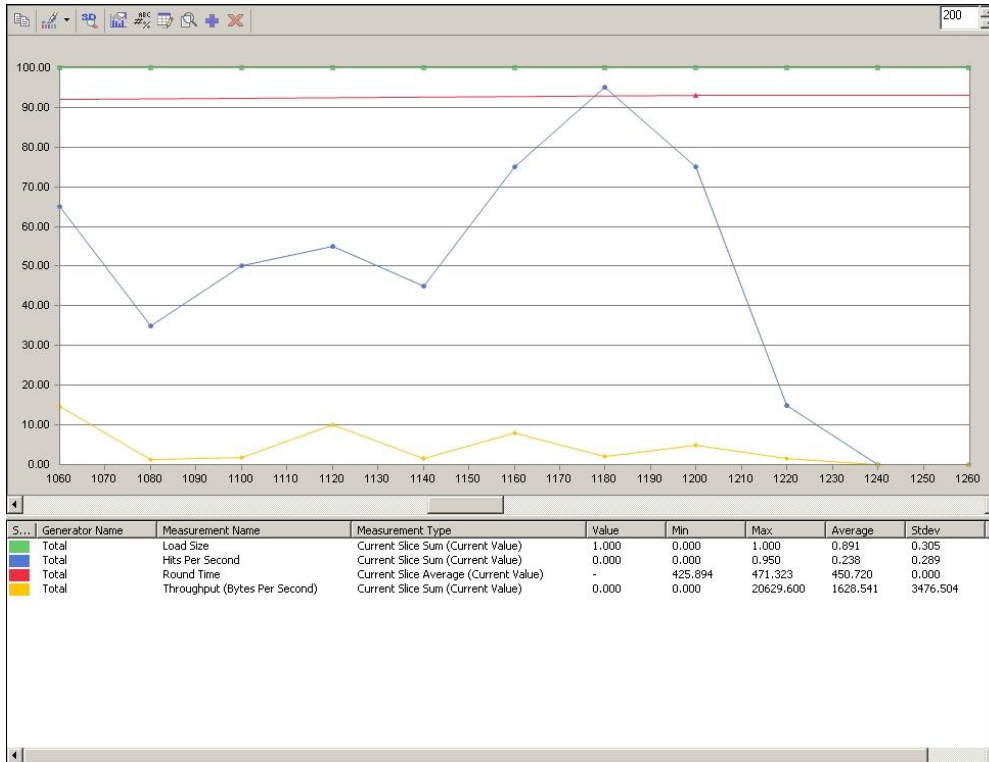 3D
ABC
#%
200
100.00
90.00
80.00
70.00
60.00
50.00
40.00
30.00
20.00
10.00
0.00
1060 1070 1080 1090 1100 1110 1120 1130 1140 1150 1160 1170 1180 1190 1200 1210 1220 1230 1240 1250 1260
S... Generator Name Measurement Name Measurement Type Value Min Max Average Stdev
Total Load Size Current Slice Sum (Current Value) 1.000 0.000 1.000 0.891 0.305
Total Hits Per Second Current Slice Sum (Current Value) 0.000 0.000 0.950 0.238 0.289
Total Round Time Current Slice Average (Current Value) - 425.894 471.323 450.720 0.000
Total Throughput (Bytes Per Second) Current Slice Sum (Current Value) 0.000 0.000 20629.600 1628.541 3476.504